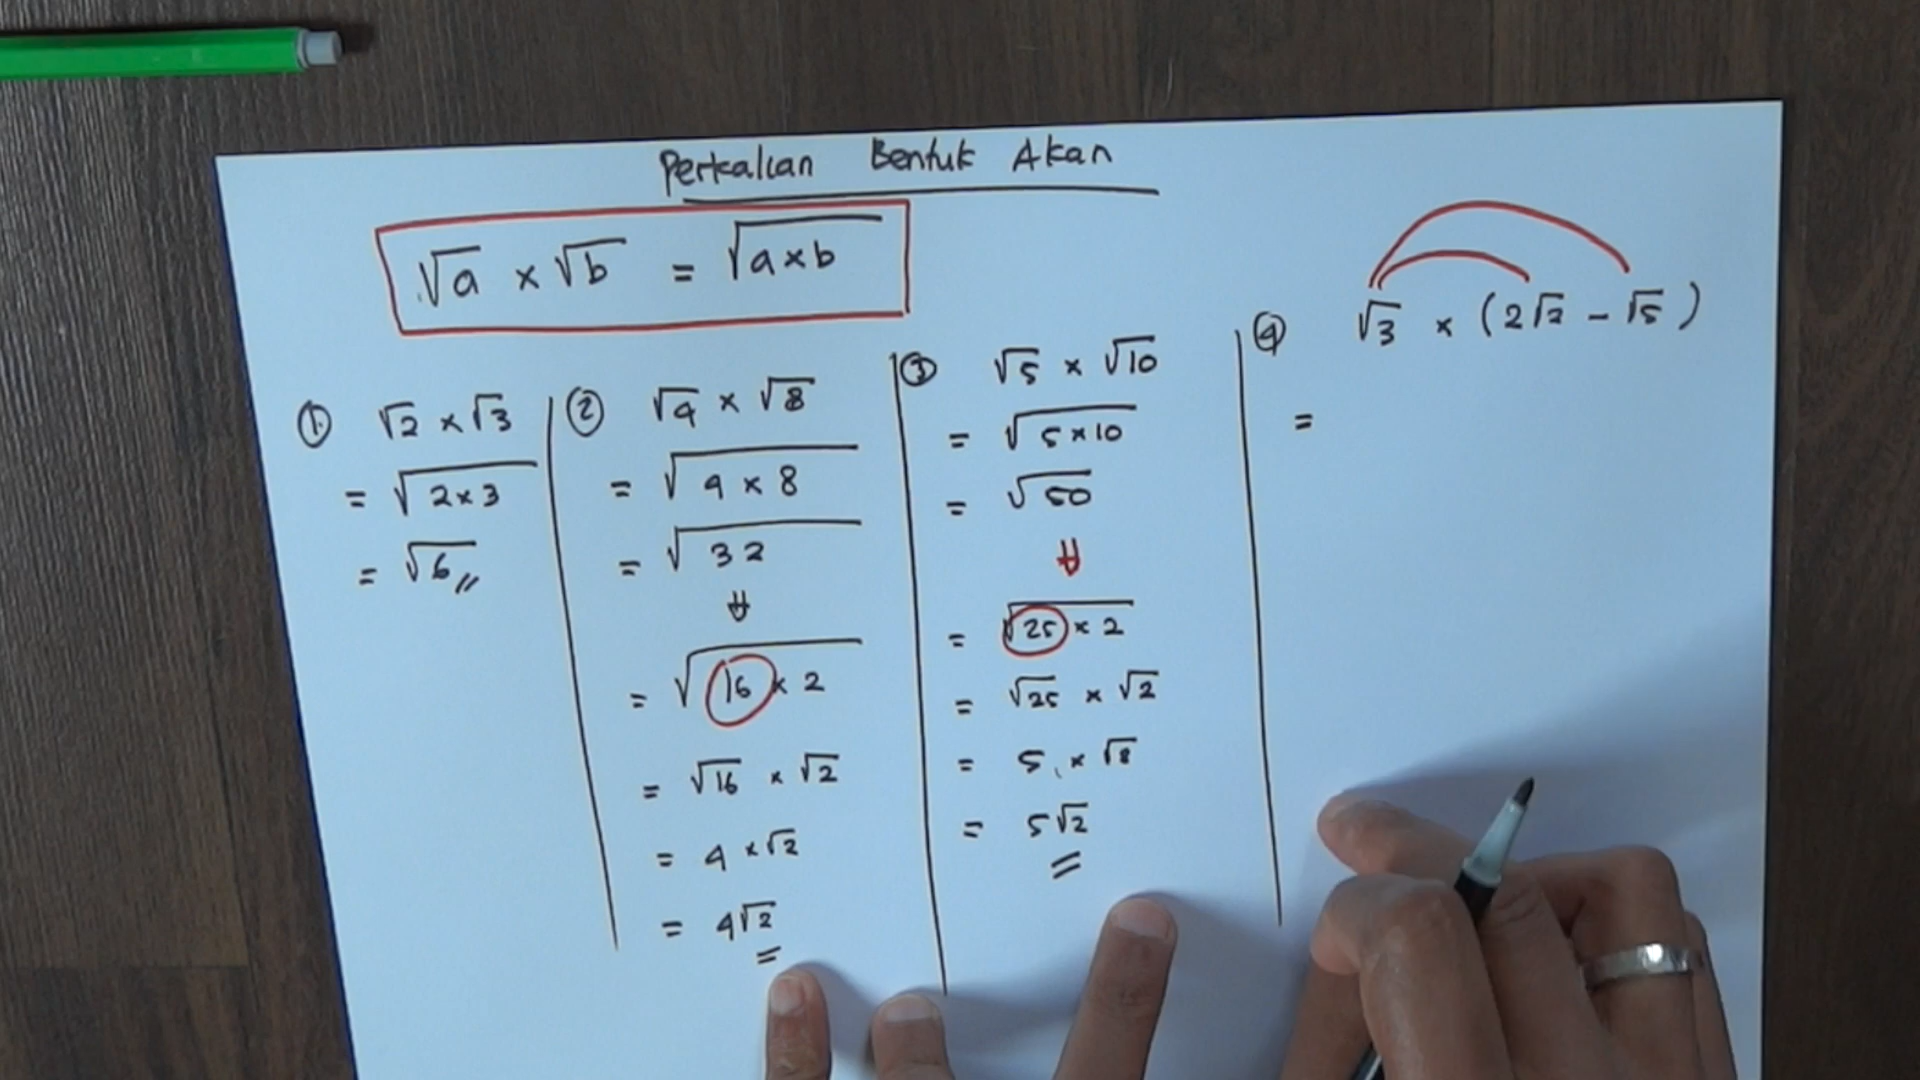 Perkalian Bentuk Akan
√a × √b = √a×b
① √2 × √3
= √2×3
= √6
② √4 × √8
= √4 × 8
= √32
⇓
= √16 × 2
= √16 × √2
= 4 × √2
= 4√2
③ √5 × √10
= √5×10
= √50
⇓
= √25 × 2
= √25 × √2
= 5 ×
= 5√2
④ √3 × (2√2 - √5)
=